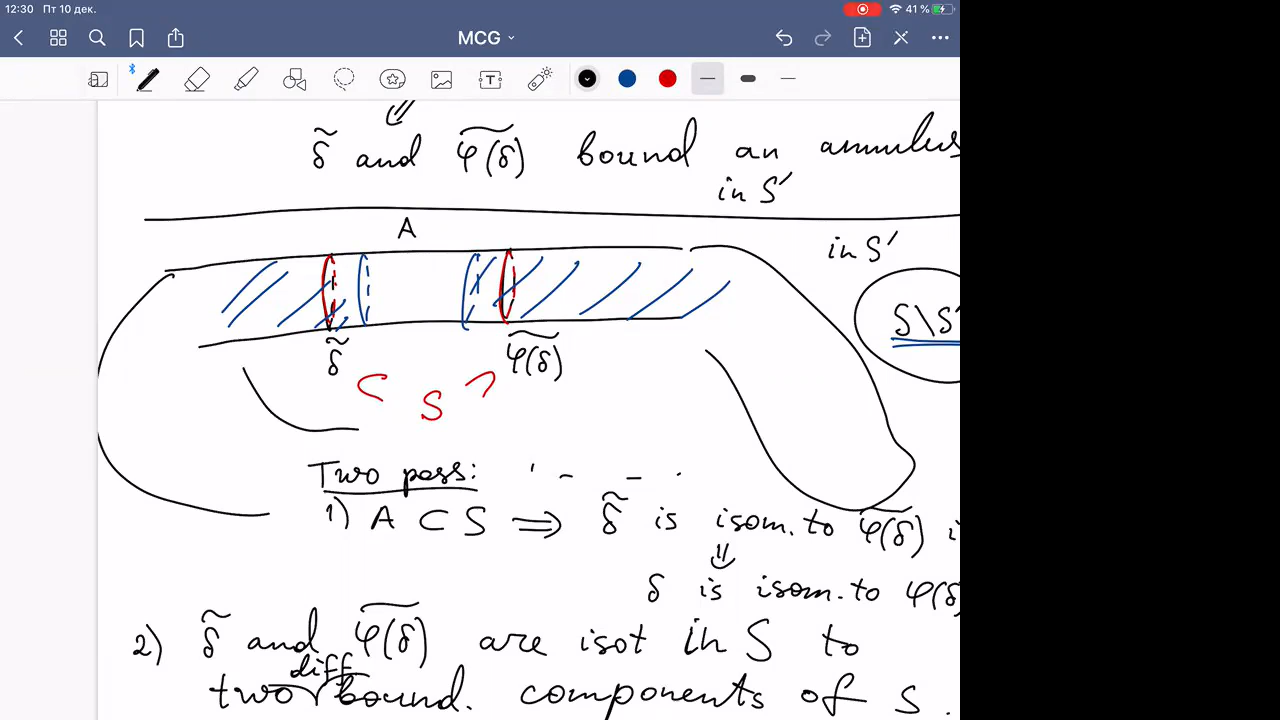 12:30 Пт 10 дек.
41 %
MCG
δ̃ and φ(δ)~ bound an annulus
in S'
A
in S'
S\S'
δ̃
φ(δ)~
S
Two poss:
1) A ⊂ S ⟹ δ̃ is isom. to φ(δ)~
δ is isom. to φ(δ)
2) δ̃ and φ(δ)~ are isot in S to
diff
two bound. components of S.